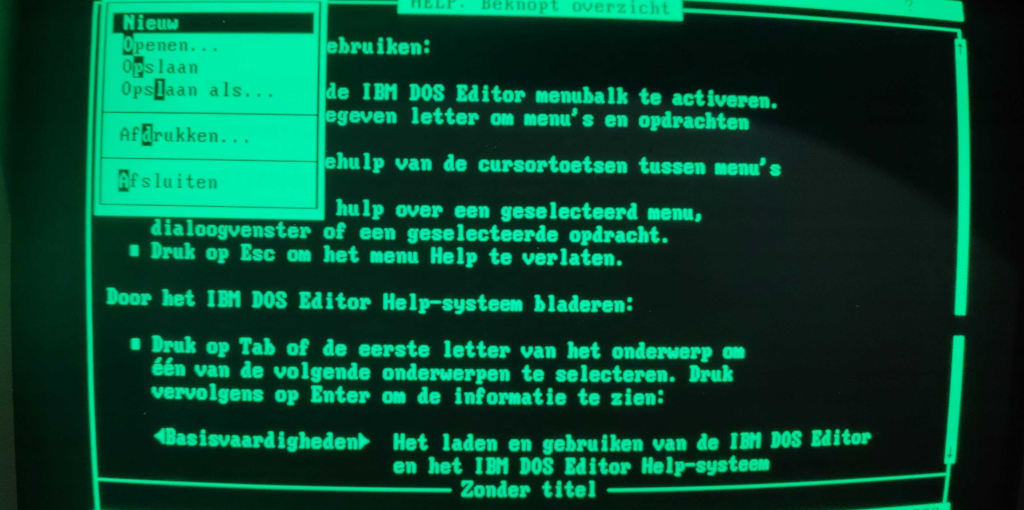 HELP: Beknopt overzicht
?
Nieuw
Openen...
Opslaan
Opslaan als...
Afdrukken...
Afsluiten
ebruiken:
de IBM DOS Editor menubalk te activeren.
egeven letter om menu's en opdrachten
ehulp van de cursortoetsen tussen menu's
hulp over een geselecteerd menu,
dialoogvenster of een geselecteerde opdracht.
Druk op Esc om het menu Help te verlaten.
Door het IBM DOS Editor Help-systeem bladeren:
Druk op Tab of de eerste letter van het onderwerp om
één van de volgende onderwerpen te selecteren. Druk
vervolgens op Enter om de informatie te zien:
◄Basisvaardigheden► Het laden en gebruiken van de IBM DOS Editor
en het IBM DOS Editor Help-systeem
Zonder titel